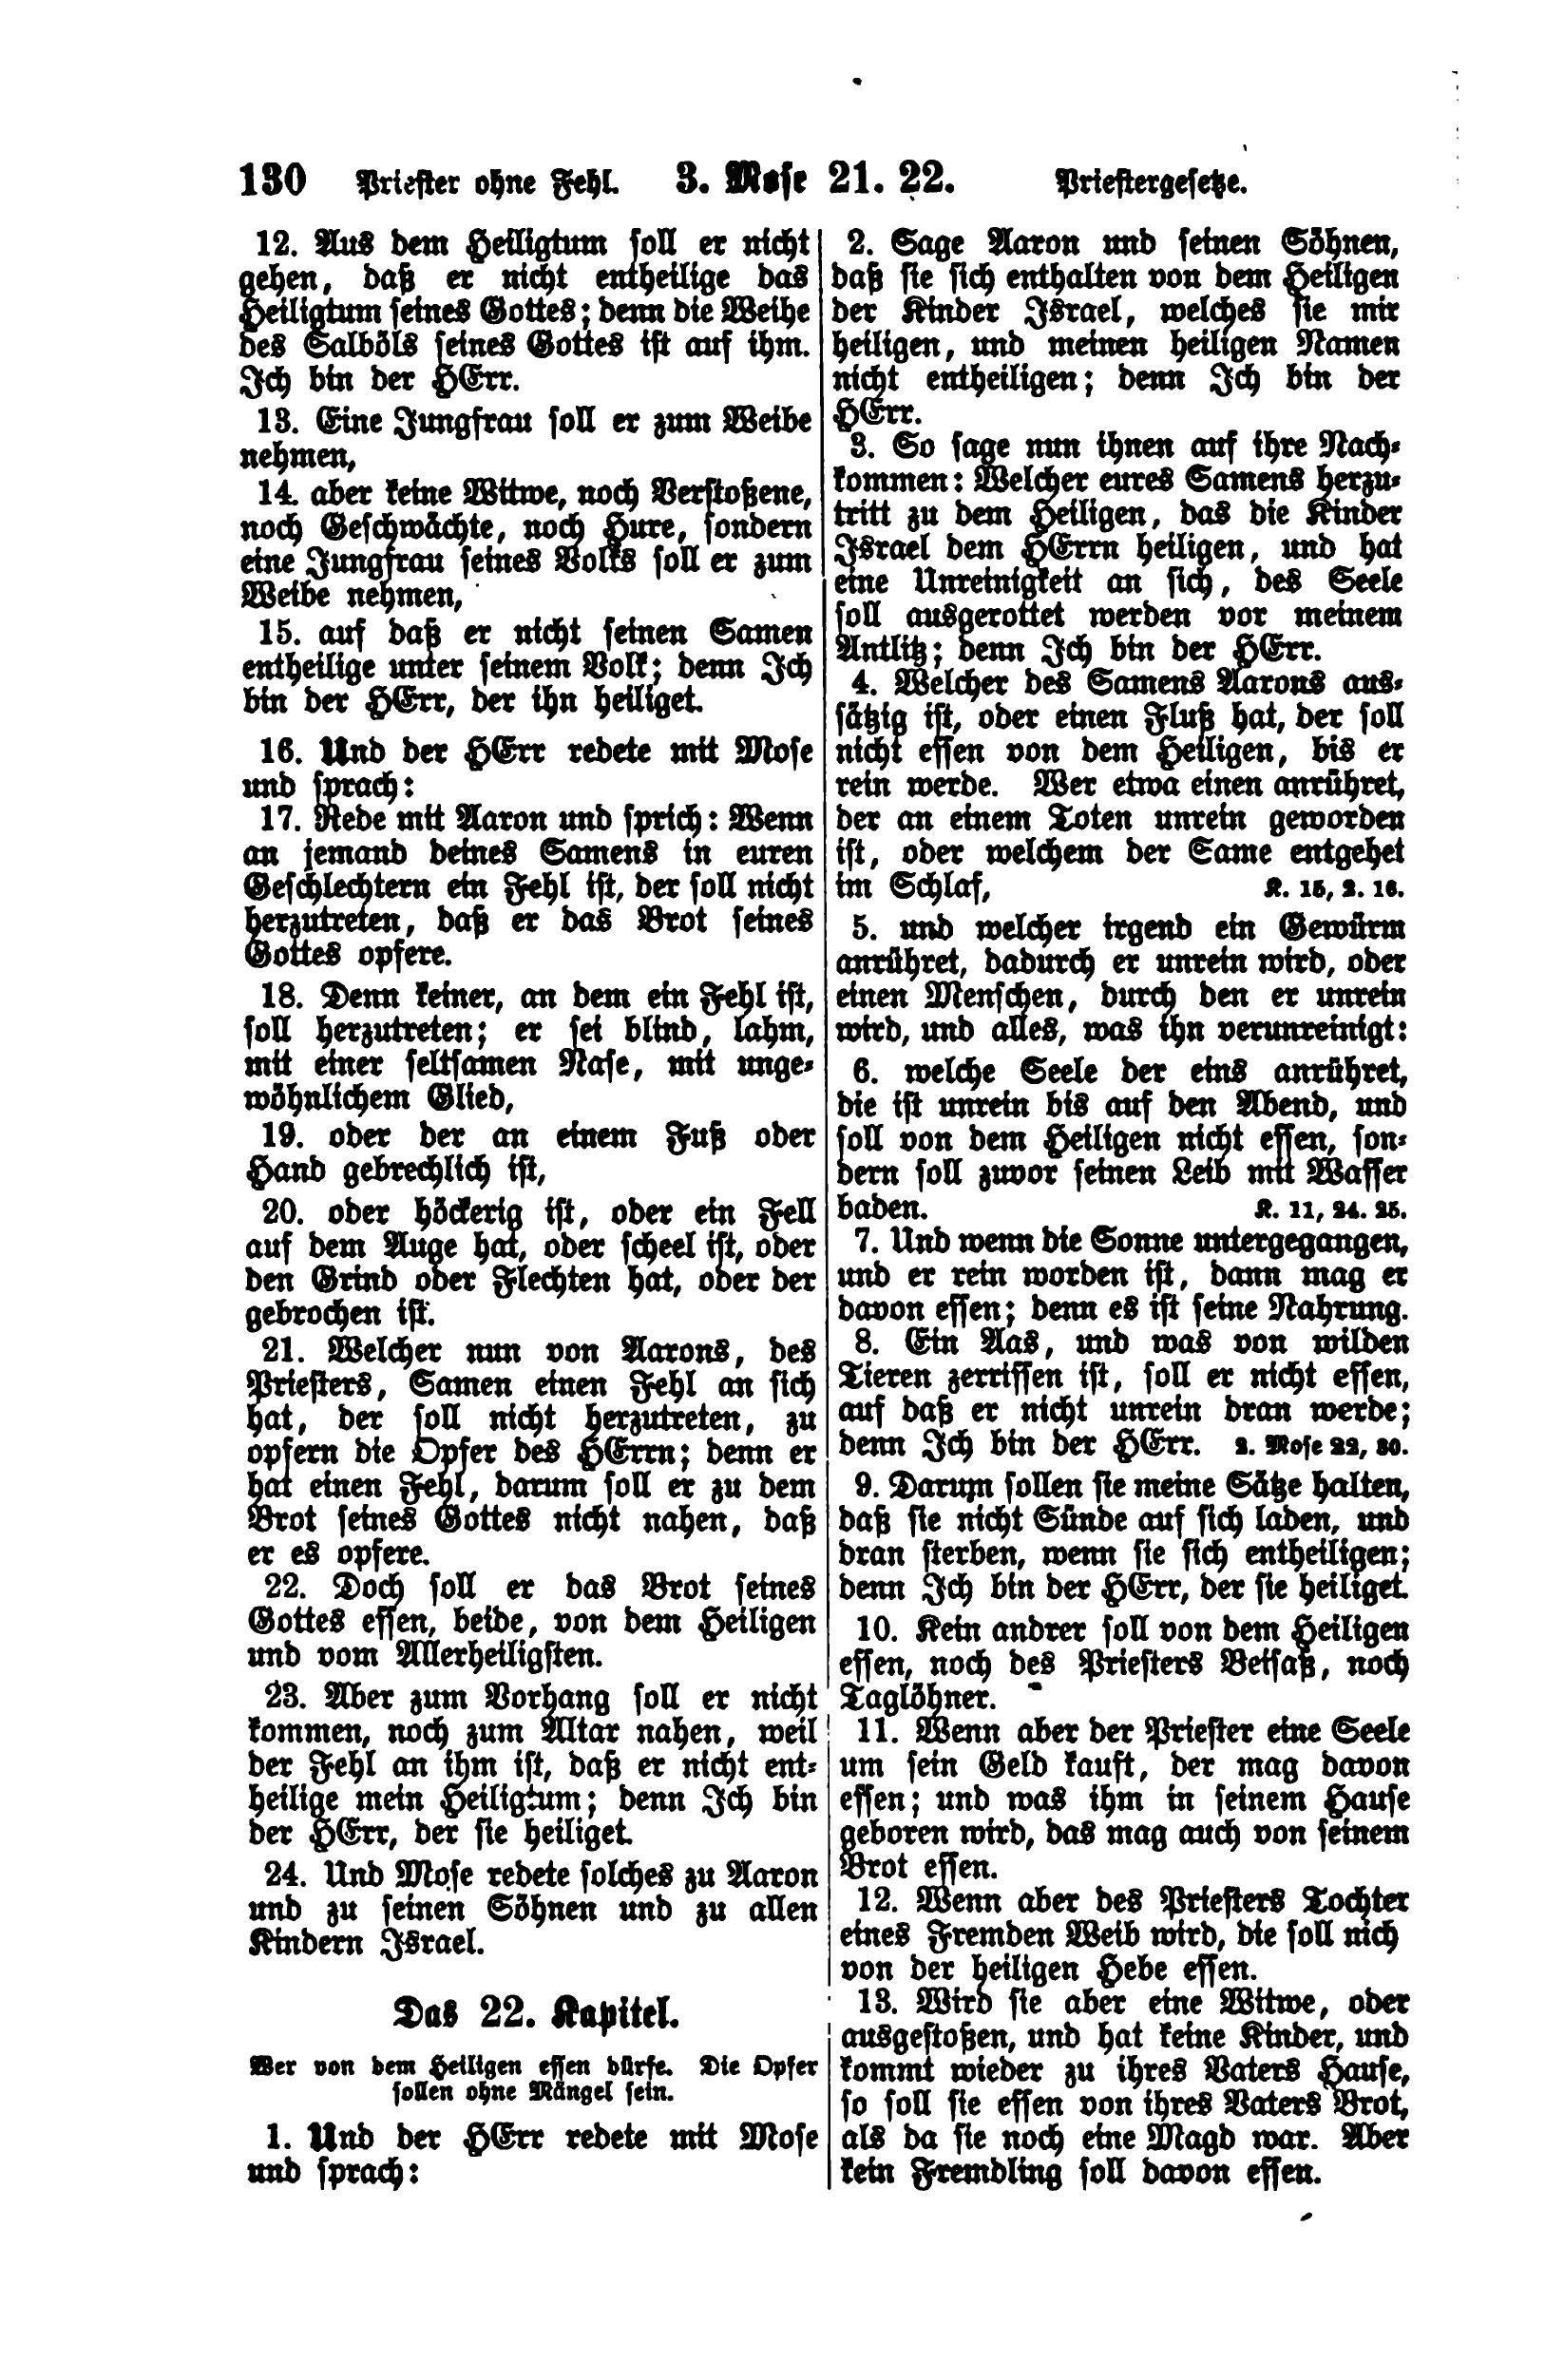 130 Priester ohne Fehl. 3. Mose 21. 22. Priestergesetze.
12. Aus dem Heiligtum soll er nicht
gehen, daß er nicht entheilige das
Heiligtum seines Gottes; denn die Weihe
des Salböls seines Gottes ist auf ihm.
Ich bin der HErr.
13. Eine Jungfrau soll er zum Weibe
nehmen,
14. aber keine Witwe, noch Verstoßene,
noch Geschwächte, noch Hure, sondern
eine Jungfrau seines Volks soll er zum
Weibe nehmen,
15. auf daß er nicht seinen Samen
entheilige unter seinem Volk; denn Ich
bin der HErr, der ihn heiliget.
16. Und der HErr redete mit Mose
und sprach:
17. Rede mit Aaron und sprich: Wenn
an jemand deines Samens in euren
Geschlechtern ein Fehl ist, der soll nicht
herzutreten, daß er das Brot seines
Gottes opfere.
18. Denn keiner, an dem ein Fehl ist,
soll herzutreten; er sei blind, lahm,
mit einer seltsamen Nase, mit unge-
wöhnlichem Glied,
19. oder der an einem Fuß oder
Hand gebrechlich ist,
20. oder höckerig ist, oder ein Fell
auf dem Auge hat, oder scheel ist, oder
den Grind oder Flechten hat, oder der
gebrochen ist.
21. Welcher nun von Aarons, des
Priesters, Samen einen Fehl an sich
hat, der soll nicht herzutreten, zu
opfern die Opfer des HErrn; denn er
hat einen Fehl, darum soll er zu dem
Brot seines Gottes nicht nahen, daß
er es opfere.
22. Doch soll er das Brot seines
Gottes essen, beide, von dem Heiligen
und vom Allerheiligsten.
23. Aber zum Vorhang soll er nicht
kommen, noch zum Altar nahen, weil
der Fehl an ihm ist, daß er nicht ent-
heilige mein Heiligtum; denn Ich bin
der HErr, der sie heiliget.
24. Und Mose redete solches zu Aaron
und zu seinen Söhnen und zu allen
Kindern Israel.
Das 22. Kapitel.
Wer von dem Heiligen essen dürfe. Die Opfer
sollen ohne Mängel sein.
1. Und der HErr redete mit Mose
und sprach:
2. Sage Aaron und seinen Söhnen,
daß sie sich enthalten von dem Heiligen
der Kinder Israel, welches sie mir
heiligen, und meinen heiligen Namen
nicht entheiligen; denn Ich bin der
HErr.
3. So sage nun ihnen auf ihre Nach-
kommen: Welcher eures Samens herzu-
tritt zu dem Heiligen, das die Kinder
Israel dem HErrn heiligen, und hat
eine Unreinigkeit an sich, des Seele
soll ausgerottet werden vor meinem
Antlitz; denn Ich bin der HErr.
4. Welcher des Samens Aarons aus-
sätzig ist, oder einen Fluß hat, der soll
nicht essen von dem Heiligen, bis er
rein werde. Wer etwa einen anrühret,
der an einem Toten unrein geworden
ist, oder welchem der Same entgehet
im Schlaf, K. 15, 2. 16.
5. und welcher irgend ein Gewürm
anrühret, dadurch er unrein wird, oder
einen Menschen, durch den er unrein
wird, und alles, was ihn verunreinigt:
6. welche Seele der eins anrühret,
die ist unrein bis auf den Abend, und
soll von dem Heiligen nicht essen, son-
dern soll zuvor seinen Leib mit Wasser
baden. K. 11, 24. 25.
7. Und wenn die Sonne untergegangen,
und er rein worden ist, dann mag er
davon essen; denn es ist seine Nahrung.
8. Ein Aas, und was von wilden
Tieren zerrissen ist, soll er nicht essen,
auf daß er nicht unrein dran werde;
denn Ich bin der HErr. 2. Mose 22, 30.
9. Darum sollen sie meine Sätze halten,
daß sie nicht Sünde auf sich laden, und
dran sterben, wenn sie sich entheiligen;
denn Ich bin der HErr, der sie heiliget.
10. Kein andrer soll von dem Heiligen
essen, noch des Priesters Beisaß, noch
Taglöhner.
11. Wenn aber der Priester eine Seele
um sein Geld kauft, der mag davon
essen; und was ihm in seinem Hause
geboren wird, das mag auch von seinem
Brot essen.
12. Wenn aber des Priesters Tochter
eines Fremden Weib wird, die soll nich
von der heiligen Hebe essen.
13. Wird sie aber eine Witwe, oder
ausgestoßen, und hat keine Kinder, und
kommt wieder zu ihres Vaters Hause,
so soll sie essen von ihres Vaters Brot,
als da sie noch eine Magd war. Aber
kein Fremdling soll davon essen.